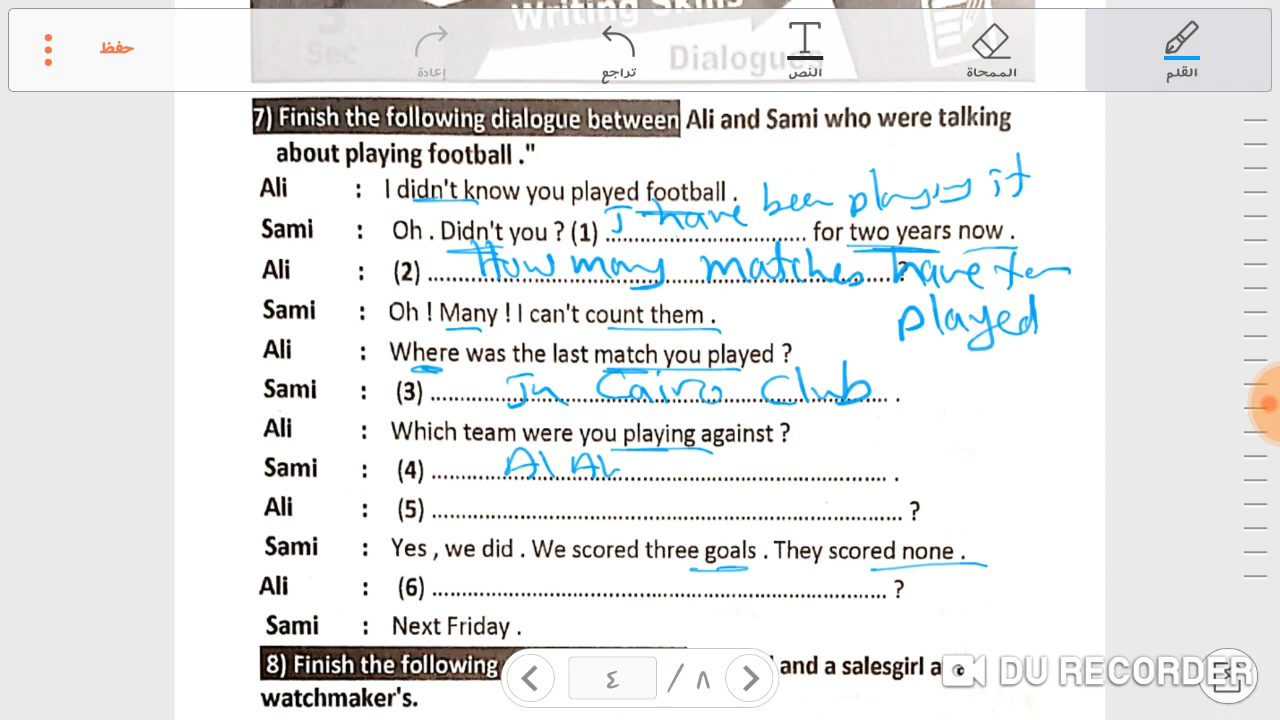 Writing Skills
Sec
Dialogues
حفظ
إعادة
تراجع
النص
الممحاة
القلم
7) Finish the following dialogue between Ali and Sami who were talking
about playing football ."
Ali : I didn't know you played football .
I have been playing it
Sami : Oh . Didn't you ? (1) .................................. for two years now .
Ali : (2) How many matches have played ?
Sami : Oh ! Many ! I can't count them .
Ali : Where was the last match you played ?
Sami : (3) In Cairo Club .
Ali : Which team were you playing against ?
Sami : (4) Al Ah .
Ali : (5) .................................. ?
Sami : Yes , we did . We scored three goals . They scored none .
Ali : (6) .................................. ?
Sami : Next Friday .
8) Finish the following and a salesgirl a
watchmaker's.
٤ / ٨
DU RECORDER